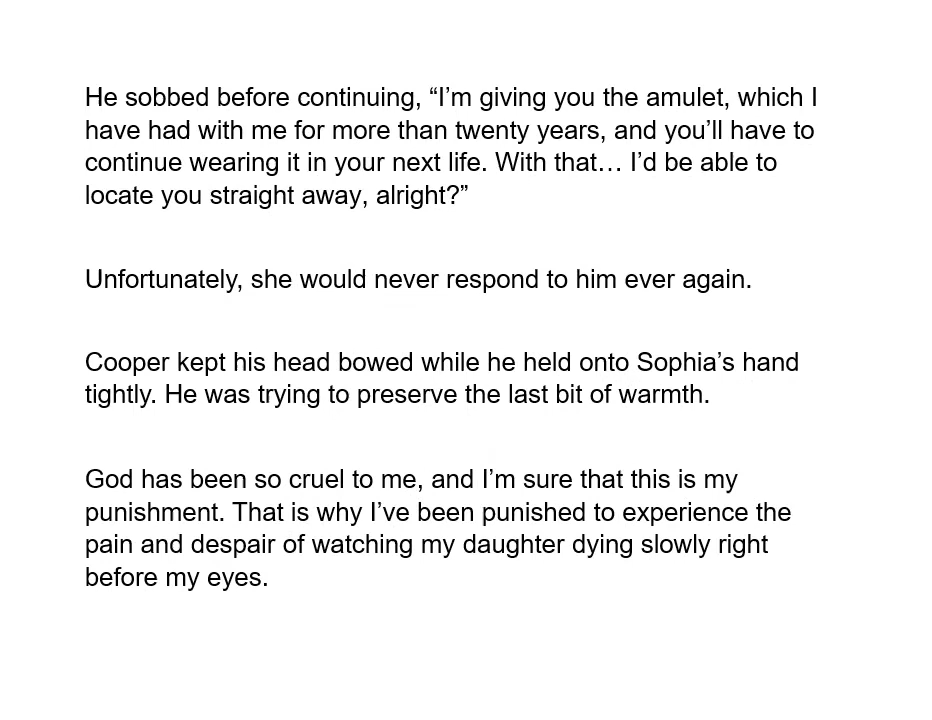 He sobbed before continuing, “I’m giving you the amulet, which I
have had with me for more than twenty years, and you’ll have to
continue wearing it in your next life. With that… I’d be able to
locate you straight away, alright?”
Unfortunately, she would never respond to him ever again.
Cooper kept his head bowed while he held onto Sophia’s hand
tightly. He was trying to preserve the last bit of warmth.
God has been so cruel to me, and I’m sure that this is my
punishment. That is why I’ve been punished to experience the
pain and despair of watching my daughter dying slowly right
before my eyes.